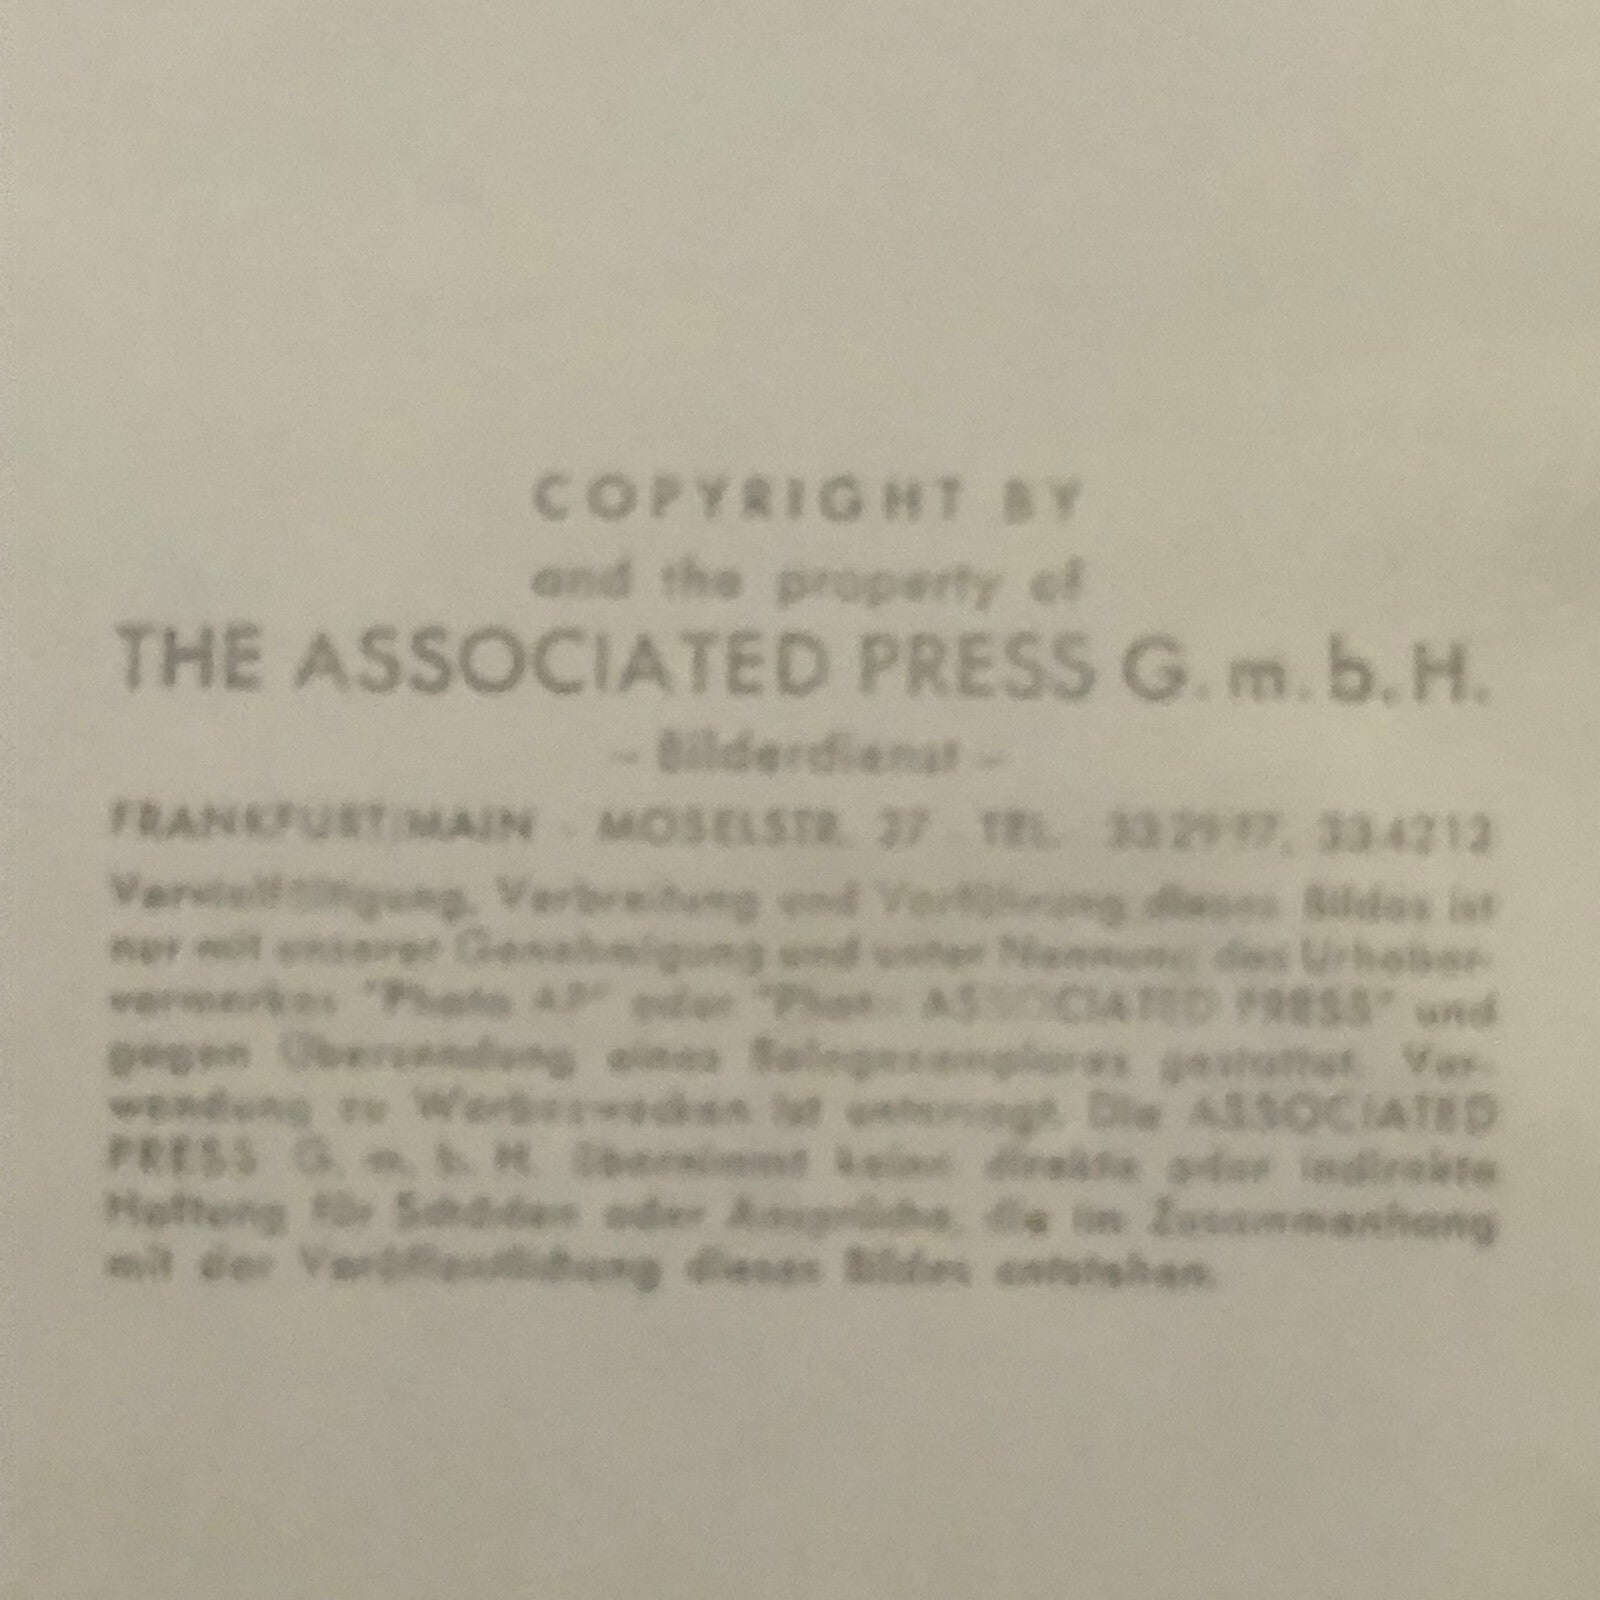 COPYRIGHT BY
and the property of
THE ASSOCIATED PRESS G.m.b.H.
- Bilderdienst -
FRANKFURT/MAIN · MOSELSTR. 27 TEL. 332997, 334213
Vervielfältigung, Verbreitung und Vorführung dieses Bildes ist
nur mit unserer Genehmigung und unter Nennung des Urheber-
vermerkes "Photo AP" oder "Photo ASSOCIATED PRESS" und
gegen Übersendung eines Belegexemplares gestattet. Ver-
wendung zu Werbezwecken ist untersagt. Die ASSOCIATED
PRESS G. m. b. H. übernimmt keine direkte oder indirekte
Haftung für Schäden oder Ansprüche, die im Zusammenhang
mit der Veröffentlichung dieses Bildes entstehen.